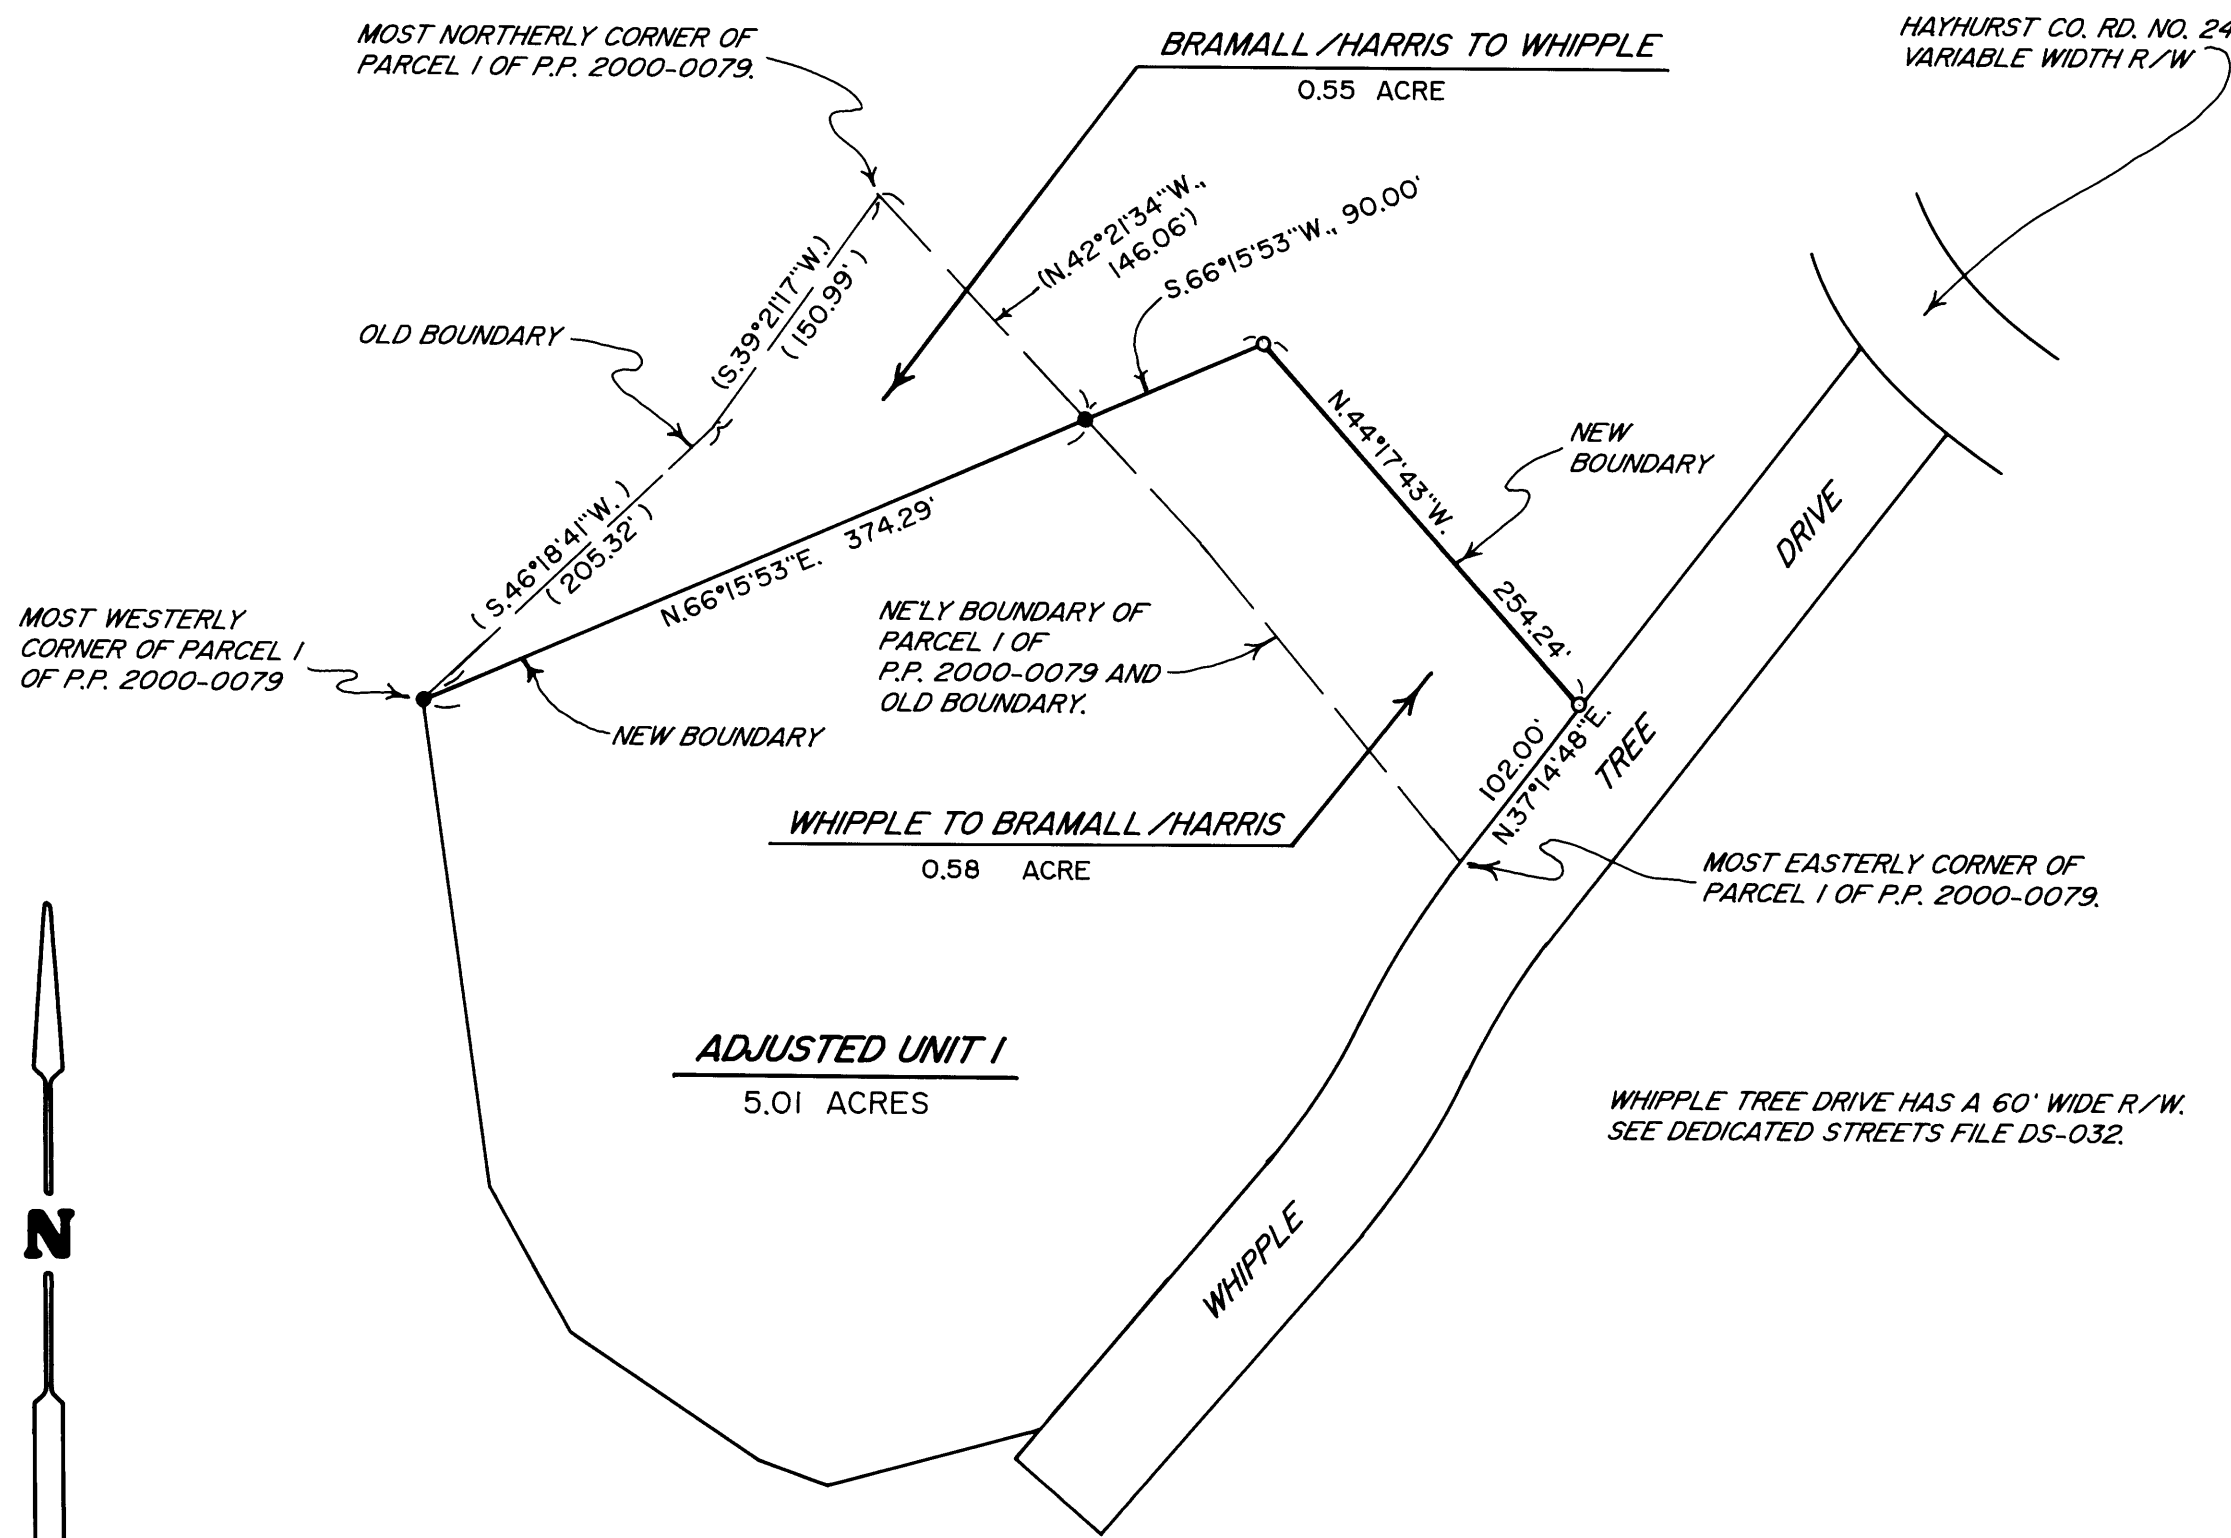 MOST NORTHERLY CORNER OF
PARCEL 1 OF P.P. 2000-0079.
BRAMALL/HARRIS TO WHIPPLE
0.55 ACRE
HAYHURST CO. RD. NO. 24
VARIABLE WIDTH R/W
(N.42°21'34"W.,
146.06')
S.66°15'53"W., 90.00'
(S.39°21'17"W.)
(150.99')
OLD BOUNDARY
N.44°17'43"W.
254.24'
NEW
BOUNDARY
DRIVE
(S.46°18'41"W.)
(205.32')
N.66°15'53"E. 374.29'
MOST WESTERLY
CORNER OF PARCEL 1
OF P.P. 2000-0079
NE'LY BOUNDARY OF
PARCEL 1 OF
P.P. 2000-0079 AND
OLD BOUNDARY.
NEW BOUNDARY
102.00'
N.37°14'48"E.
TREE
WHIPPLE TO BRAMALL/HARRIS
0.58 ACRE
MOST EASTERLY CORNER OF
PARCEL 1 OF P.P. 2000-0079.
ADJUSTED UNIT 1
5.01 ACRES
WHIPPLE TREE DRIVE HAS A 60' WIDE R/W.
SEE DEDICATED STREETS FILE DS-032.
N
WHIPPLE